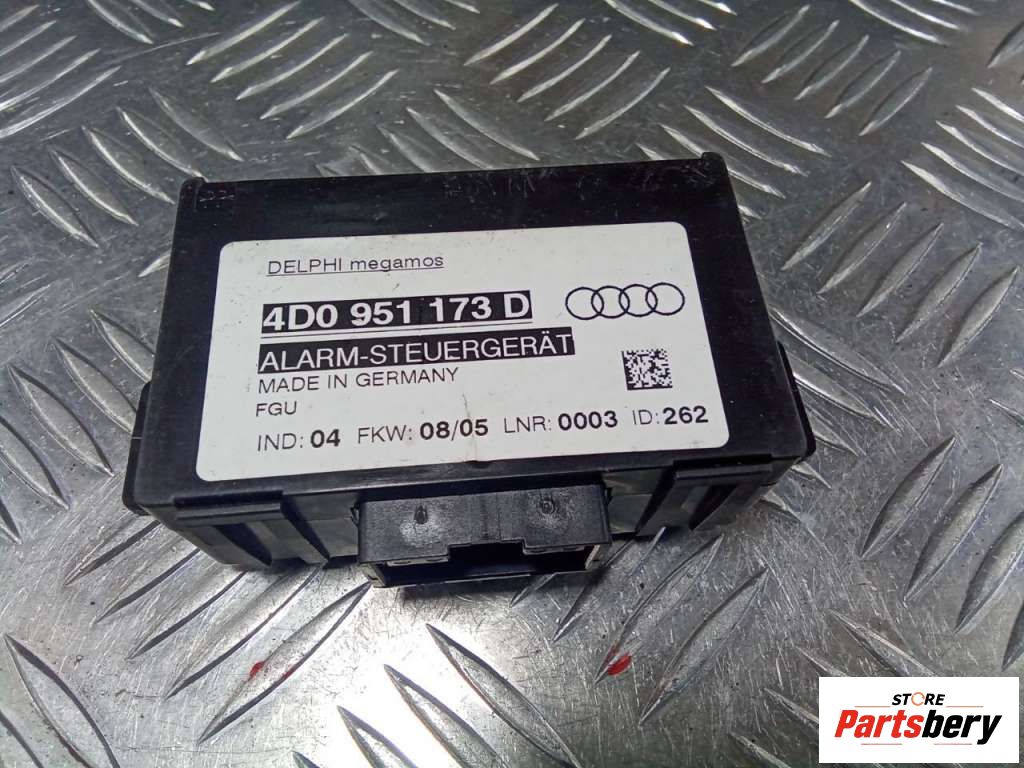 DELPHI megamos
4D0 951 173 D
ALARM-STEUERGERÄT
MADE IN GERMANY
FGU
IND: 04 FKW: 08/05 LNR: 0003 ID: 262
STORE
Partsbery